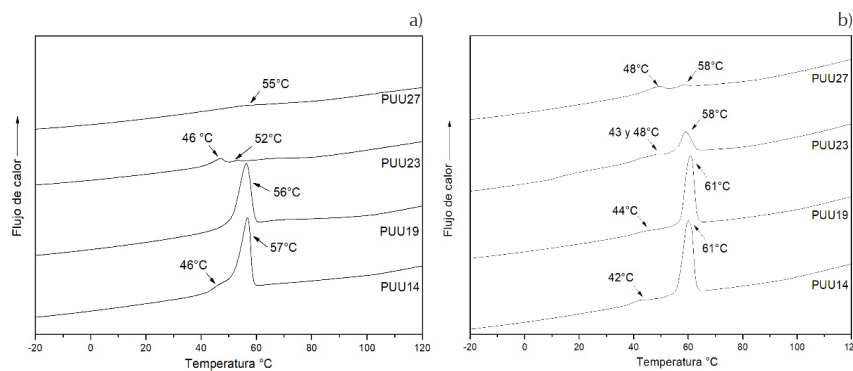 a)
Flujo de calor
55°C
PUU27
46 °C
52°C
PUU23
56°C
PUU19
57°C
46°C
PUU14
-20 0 20 40 60 80 100 120
Temperatura °C
b)
Flujo de calor
48°C
58°C
PUU27
58°C
43 y 48°C
PUU23
61°C
44°C
PUU19
61°C
42°C
PUU14
-20 0 20 40 60 80 100 120
Temperatura °C